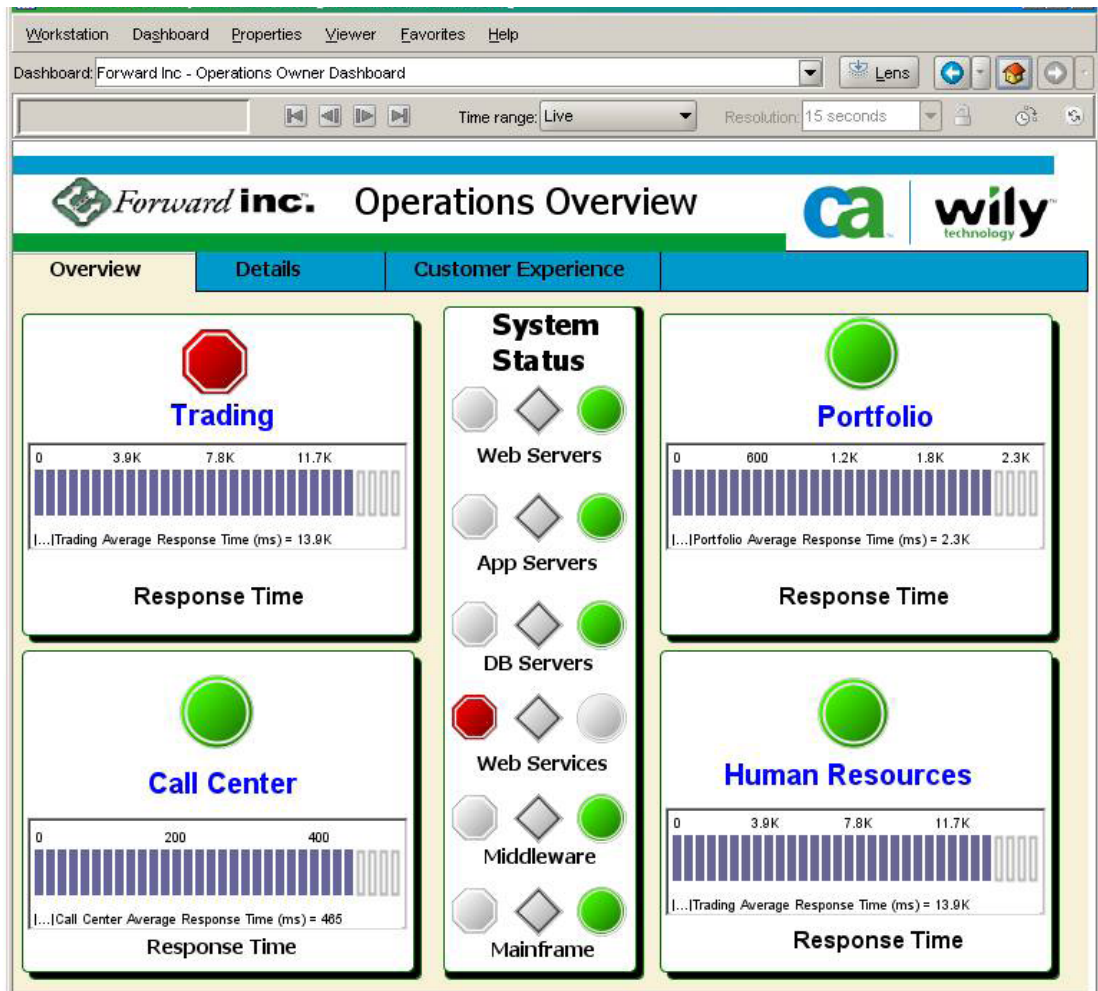 Workstation Dashboard Properties Viewer Favorites Help
Dashboard: Forward Inc - Operations Owner Dashboard Lens
Time range: Live Resolution: 15 seconds
Forward inc. Operations Overview ca wily technology
Overview Details Customer Experience
Trading
0 3.9K 7.8K 11.7K
|...|Trading Average Response Time (ms) = 13.9K
Response Time
System
Status
Web Servers
App Servers
DB Servers
Web Services
Middleware
Mainframe
Portfolio
0 600 1.2K 1.8K 2.3K
|...|Portfolio Average Response Time (ms) = 2.3K
Response Time
Call Center
0 200 400
|...|Call Center Average Response Time (ms) = 465
Response Time
Human Resources
0 3.9K 7.8K 11.7K
|...|Trading Average Response Time (ms) = 13.9K
Response Time